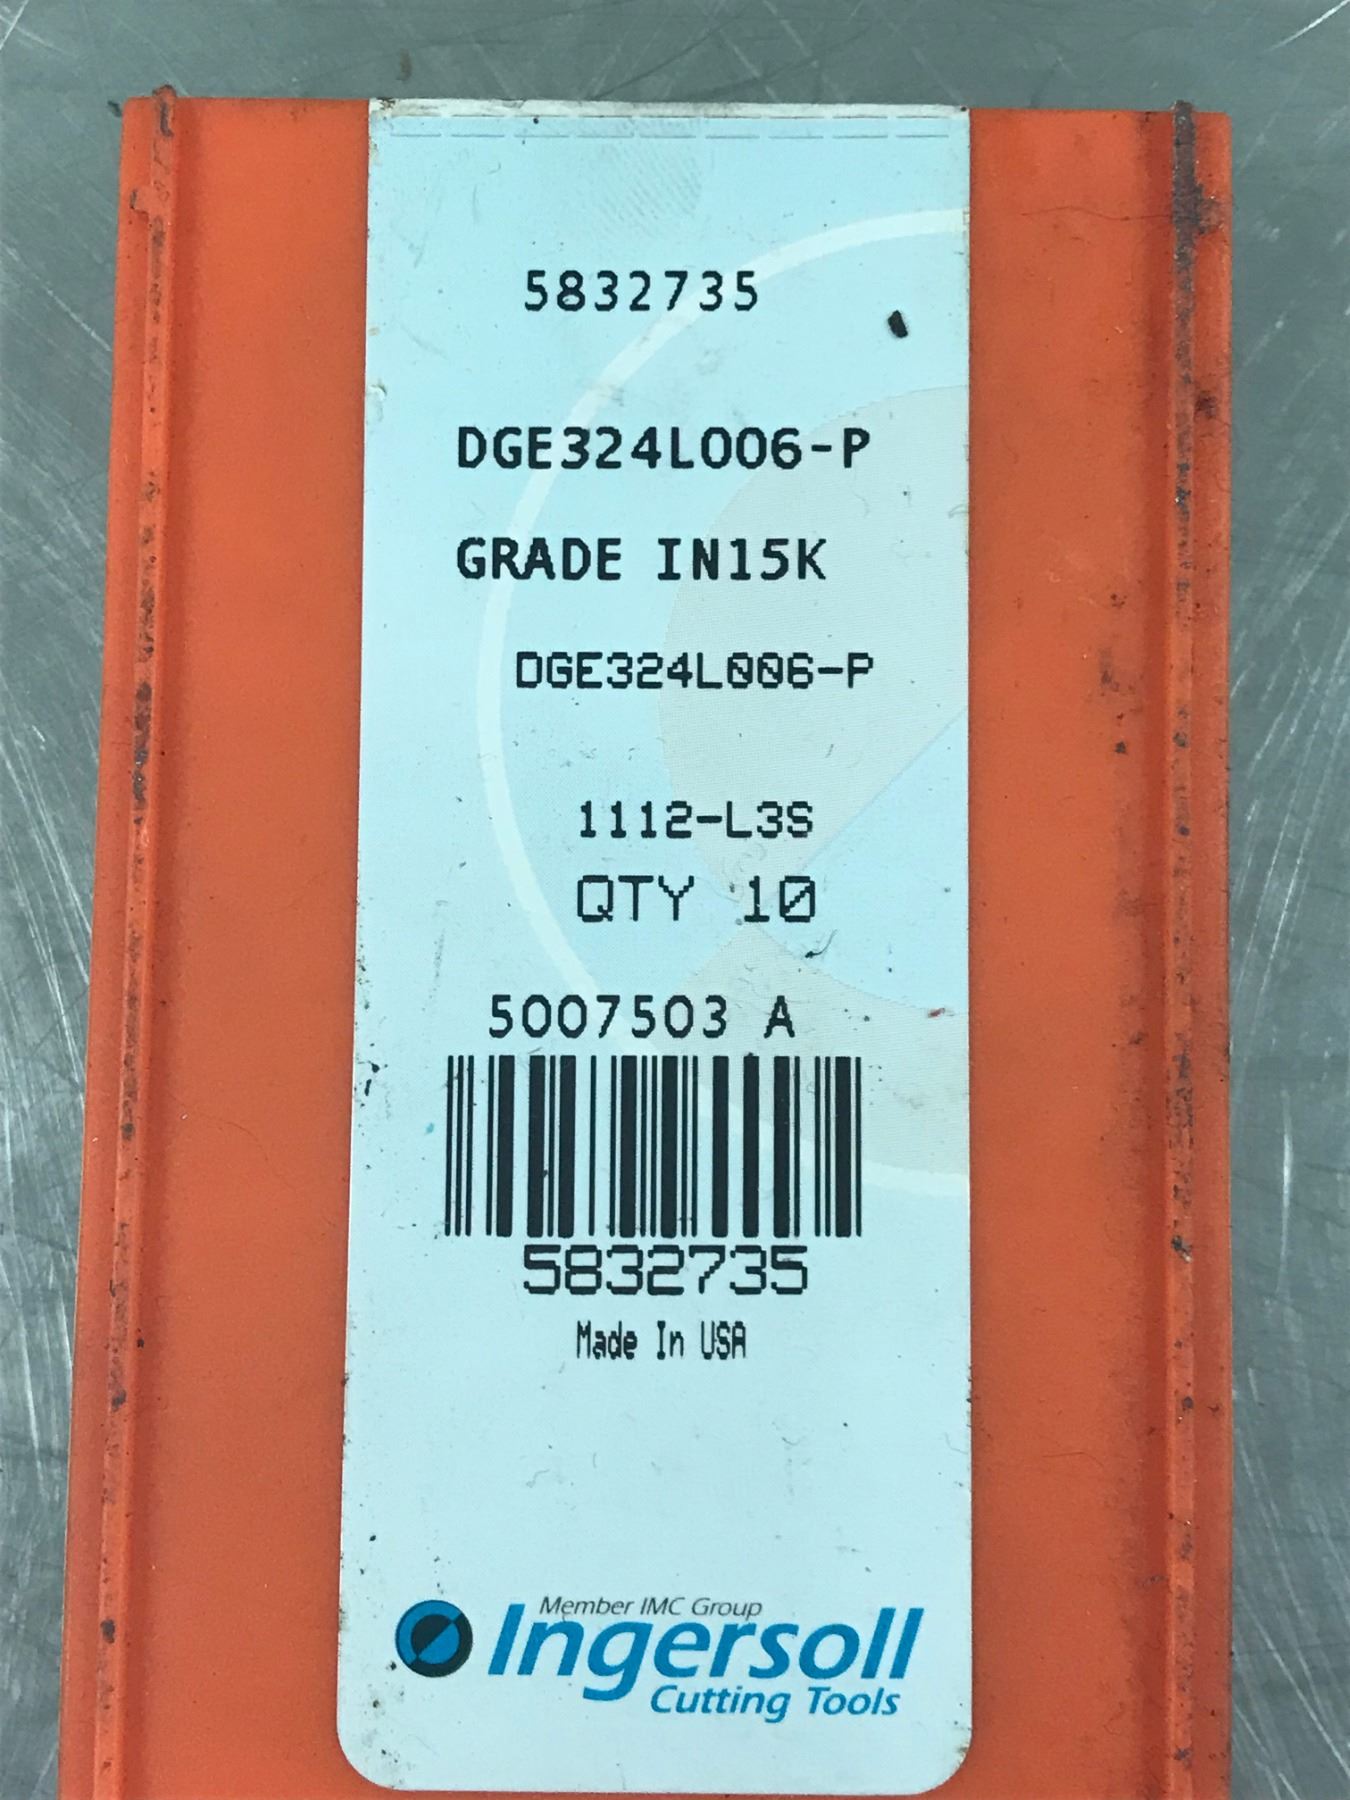 5832735
DGE324L006-P
GRADE IN15K
DGE324L006-P
1112-L3S
QTY 10
5007503 A
5832735
Made In USA
Member IMC Group
Ingersoll
Cutting Tools